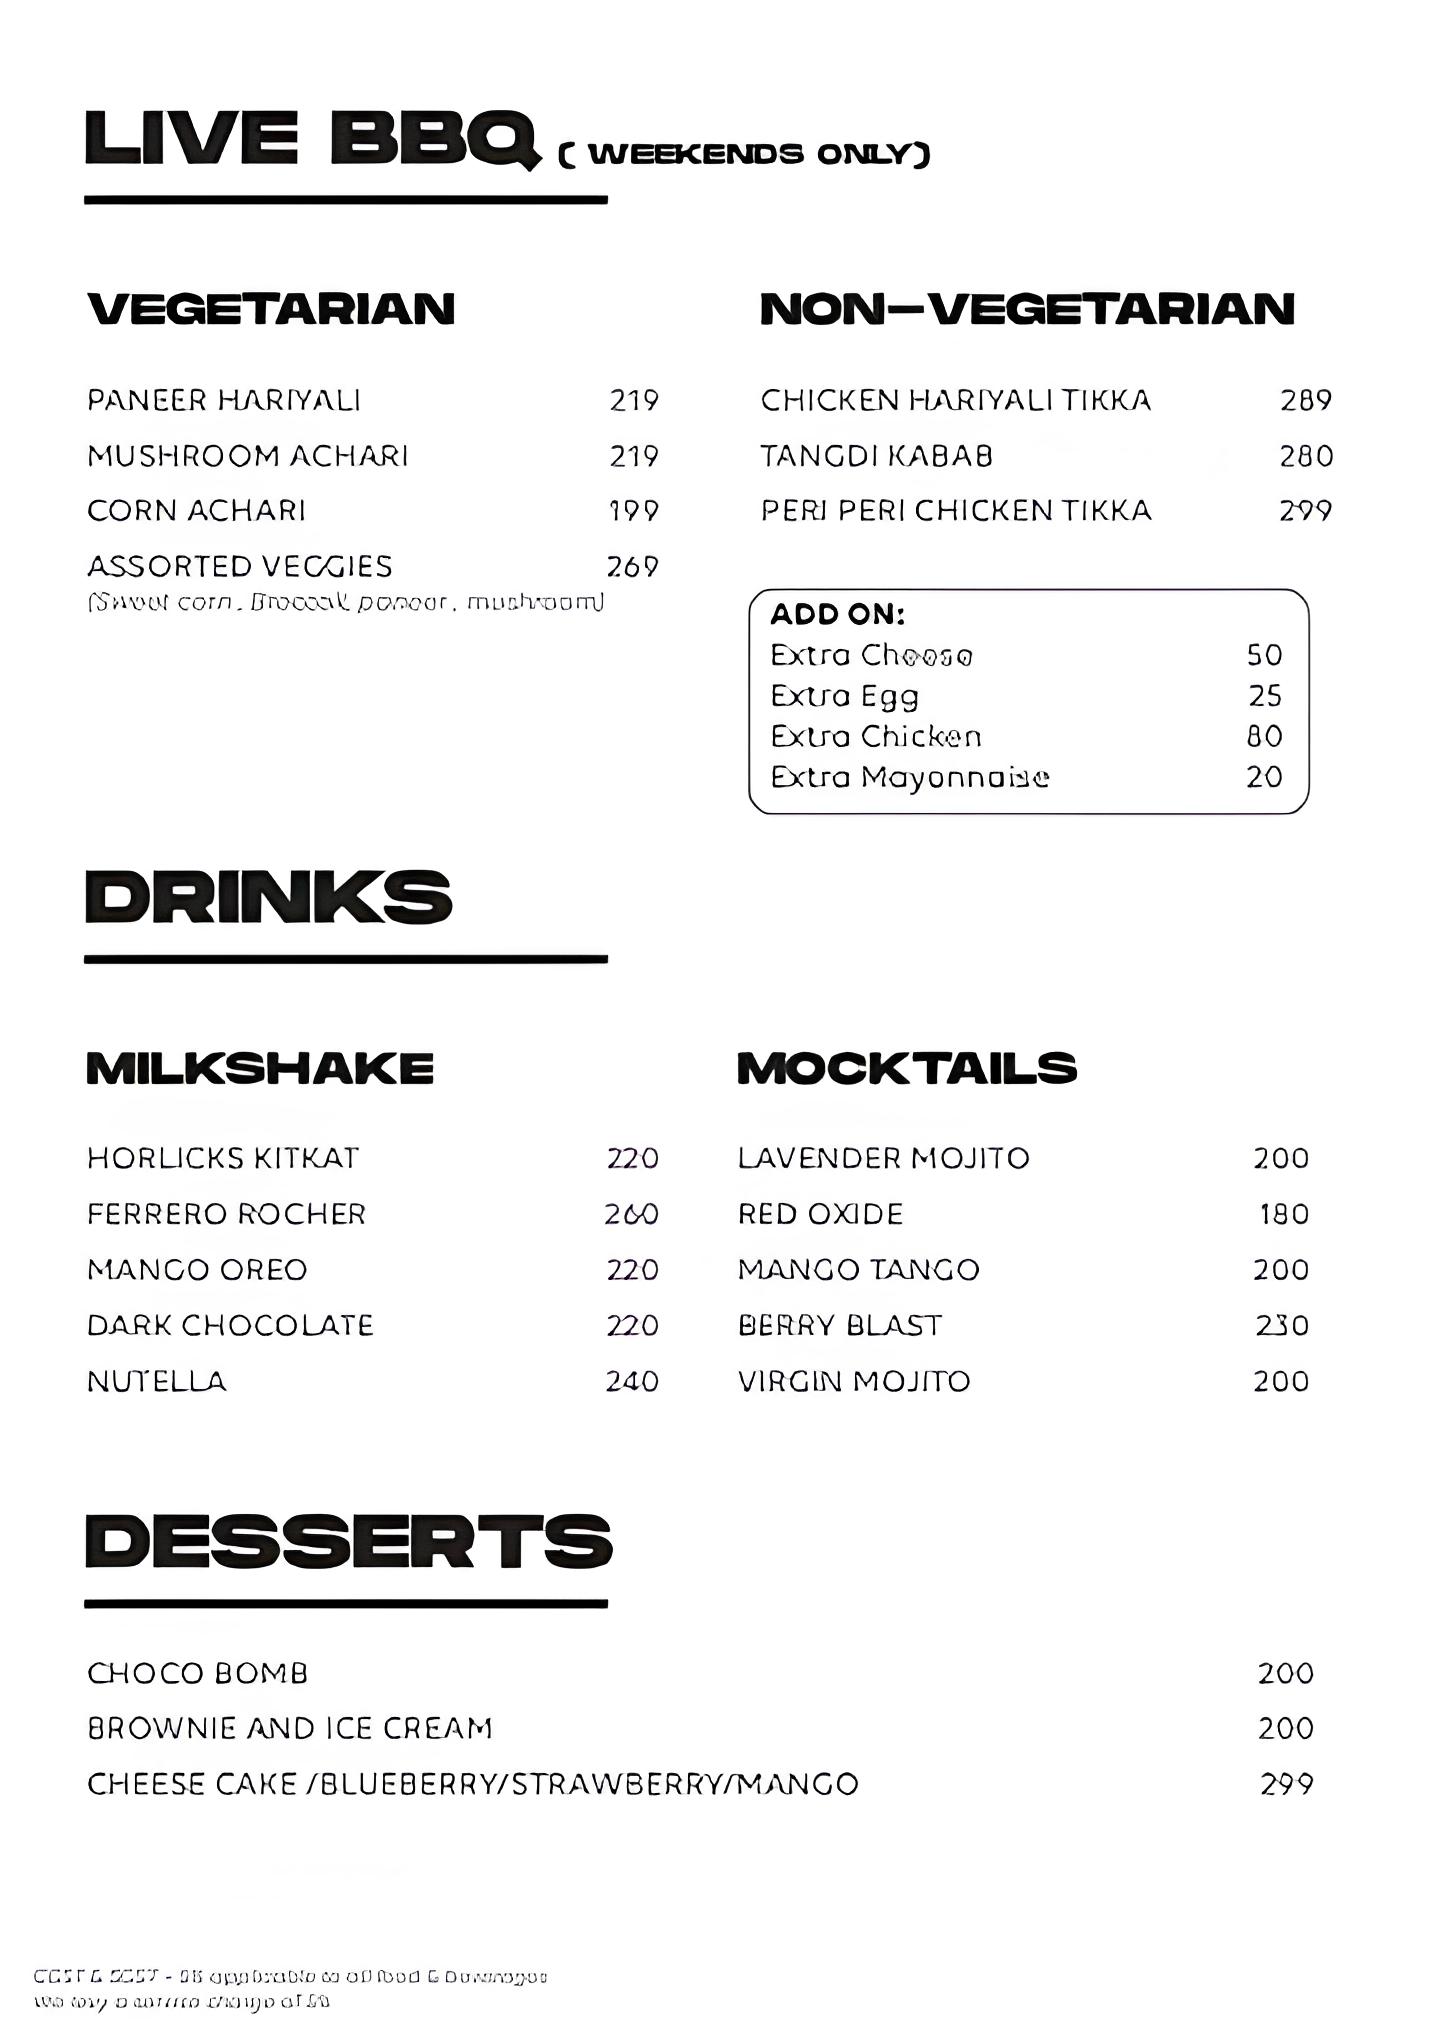 LIVE BBQ ( WEEKENDS ONLY)
VEGETARIAN
PANEER HARIYALI 219
MUSHROOM ACHARI 219
CORN ACHARI 199
ASSORTED VEGGIES 269
(Sweet corn, Broccoli, paneer, mushroom)
NON-VEGETARIAN
CHICKEN HARIYALI TIKKA 289
TANGDI KABAB 280
PERI PERI CHICKEN TIKKA 299
ADD ON:
Extra Cheese 50
Extra Egg 25
Extra Chicken 80
Extra Mayonnaise 20
DRINKS
MILKSHAKE
HORLICKS KITKAT 220
FERRERO ROCHER 260
MANGO OREO 220
DARK CHOCOLATE 220
NUTELLA 240
MOCKTAILS
LAVENDER MOJITO 200
RED OXIDE 180
MANGO TANGO 200
BERRY BLAST 230
VIRGIN MOJITO 200
DESSERTS
CHOCO BOMB 200
BROWNIE AND ICE CREAM 200
CHEESE CAKE /BLUEBERRY/STRAWBERRY/MANGO 299
applicable to all food & beverages
We levy a service charge of